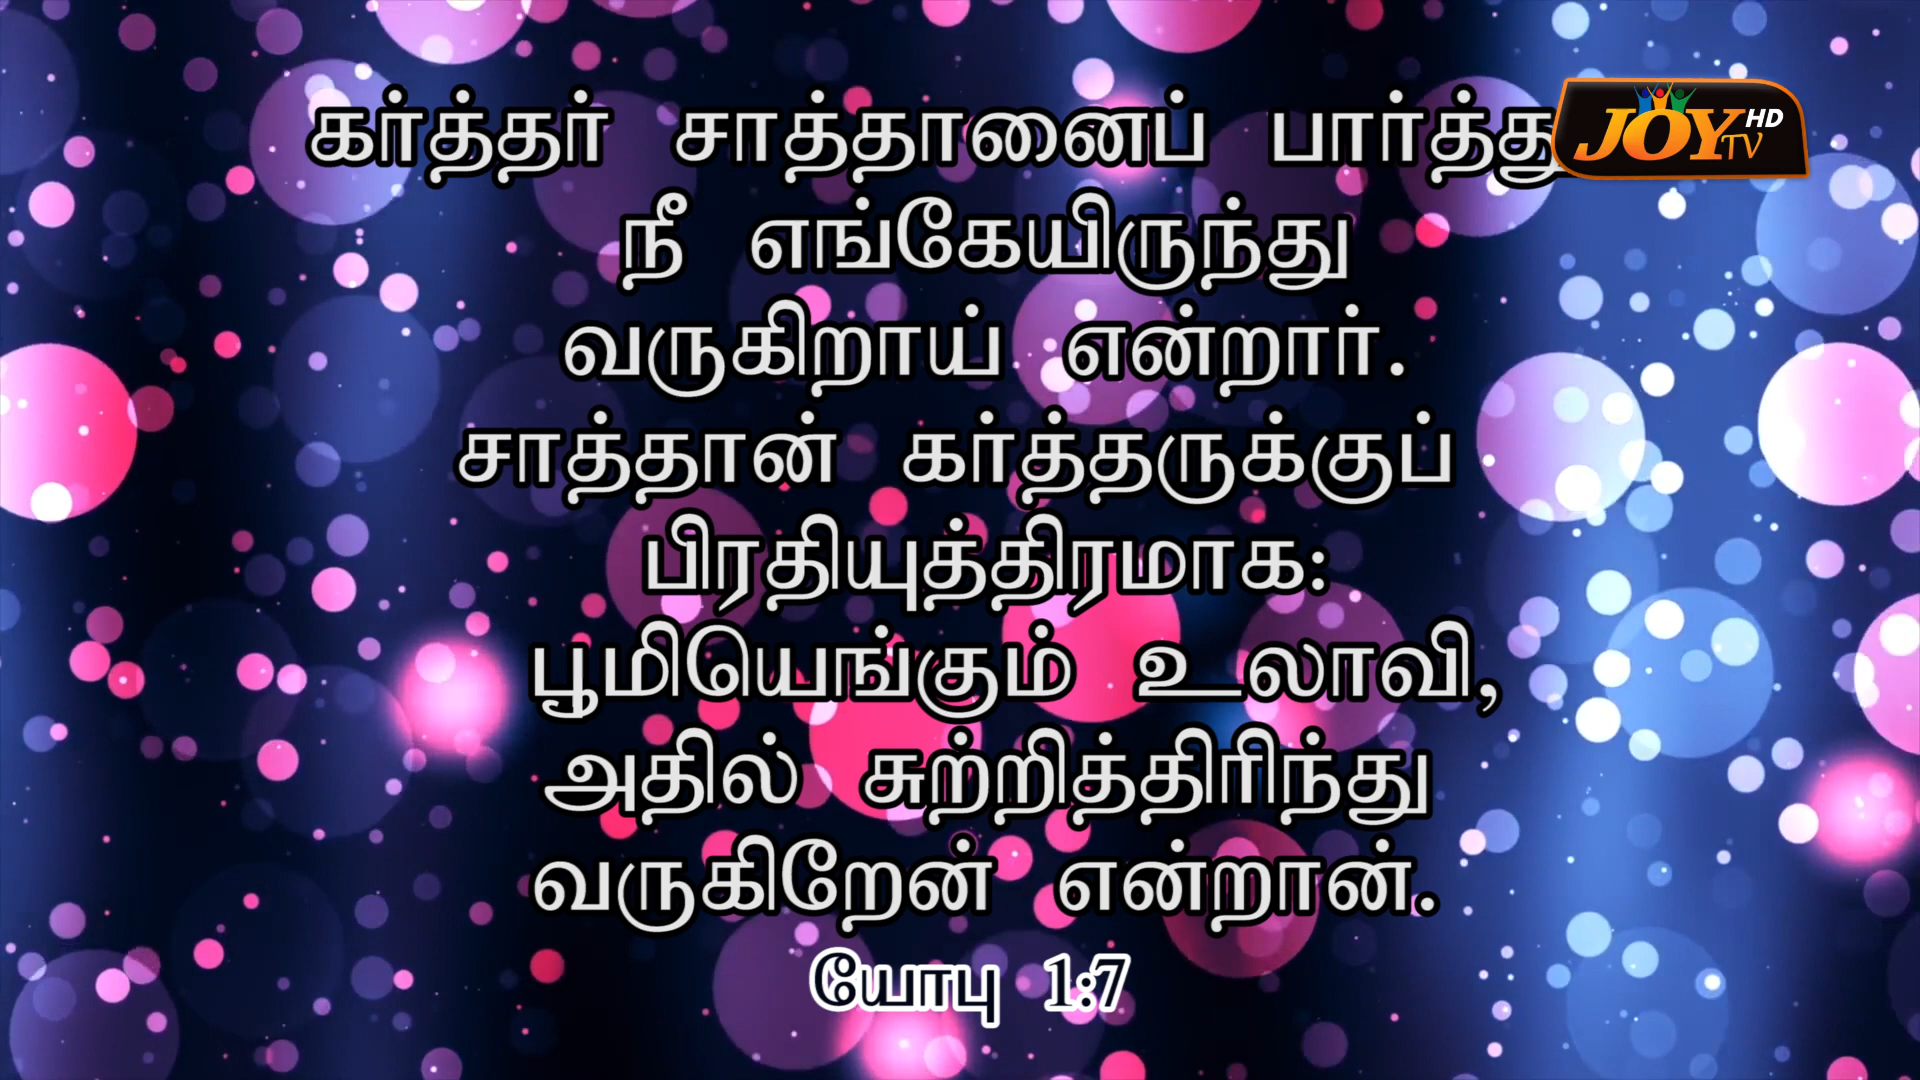 கர்த்தர் சாத்தானைப் பார்த்து
JOY TV HD
நீ எங்கேயிருந்து
வருகிறாய் என்றார்.
சாத்தான் கர்த்தருக்குப்
பிரதியுத்திரமாக:
பூமியெங்கும் உலாவி,
அதில் சுற்றித்திரிந்து
வருகிறேன் என்றான்.
யோபு 1:7